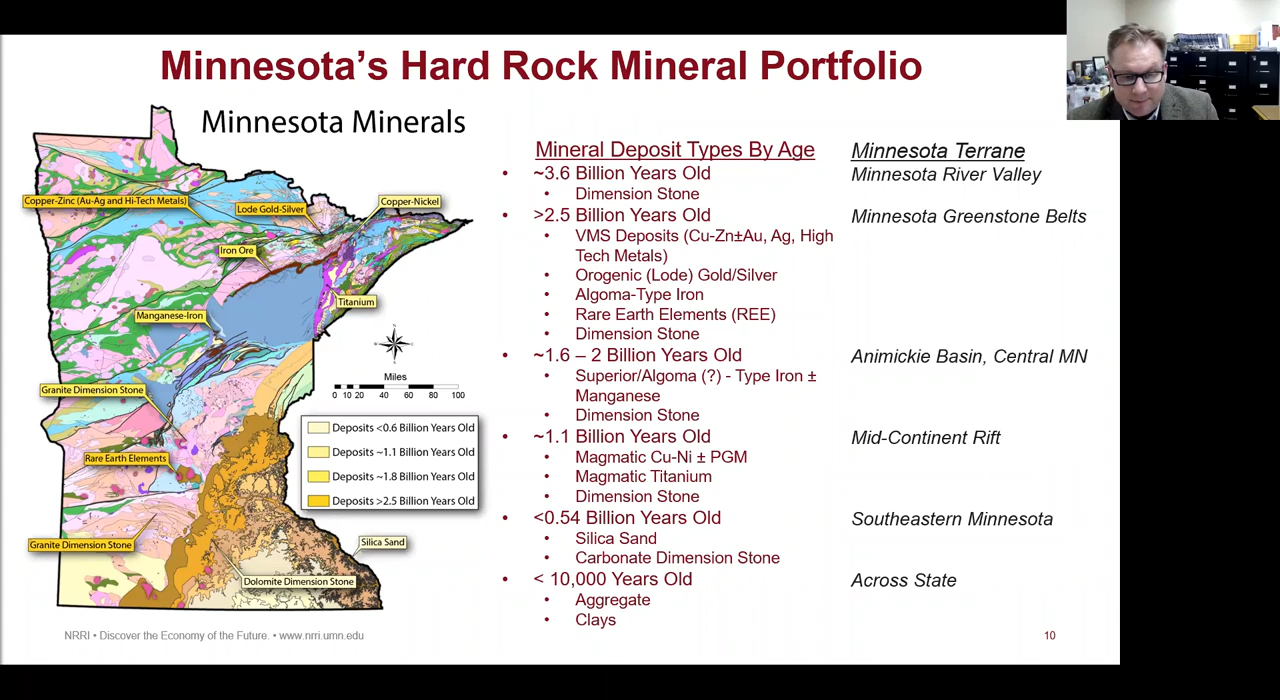 Minnesota's Hard Rock Mineral Portfolio
Minnesota Minerals
Copper-Zinc (Au-Ag and Hi-Tech Metals)
Lode Gold-Silver
Copper-Nickel
Iron Ore
Titanium
Manganese-Iron
Granite Dimension Stone
Rare Earth Elements
Granite Dimension Stone
Silica Sand
Dolomite Dimension Stone
N
Miles
0 10 20 40 60 80 100
Deposits <0.6 Billion Years Old
Deposits ~1.1 Billion Years Old
Deposits ~1.8 Billion Years Old
Deposits >2.5 Billion Years Old
Mineral Deposit Types By Age Minnesota Terrane
• ~3.6 Billion Years Old Minnesota River Valley
• Dimension Stone
• >2.5 Billion Years Old Minnesota Greenstone Belts
• VMS Deposits (Cu-Zn±Au, Ag, High
Tech Metals)
• Orogenic (Lode) Gold/Silver
• Algoma-Type Iron
• Rare Earth Elements (REE)
• Dimension Stone
• ~1.6 – 2 Billion Years Old Animickie Basin, Central MN
• Superior/Algoma (?) - Type Iron ±
Manganese
• Dimension Stone
• ~1.1 Billion Years Old Mid-Continent Rift
• Magmatic Cu-Ni ± PGM
• Magmatic Titanium
• Dimension Stone
• <0.54 Billion Years Old Southeastern Minnesota
• Silica Sand
• Carbonate Dimension Stone
• < 10,000 Years Old Across State
• Aggregate
• Clays
NRRI • Discover the Economy of the Future. • www.nrri.umn.edu
10